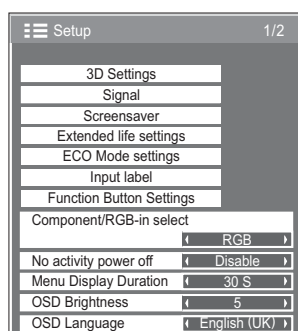 Setup 1/2
3D Settings
Signal
Screensaver
Extended life settings
ECO Mode settings
Input label
Function Button Settings
Component/RGB-in select
RGB
No activity power off Disable
Menu Display Duration 30 S
OSD Brightness 5
OSD Language English (UK)